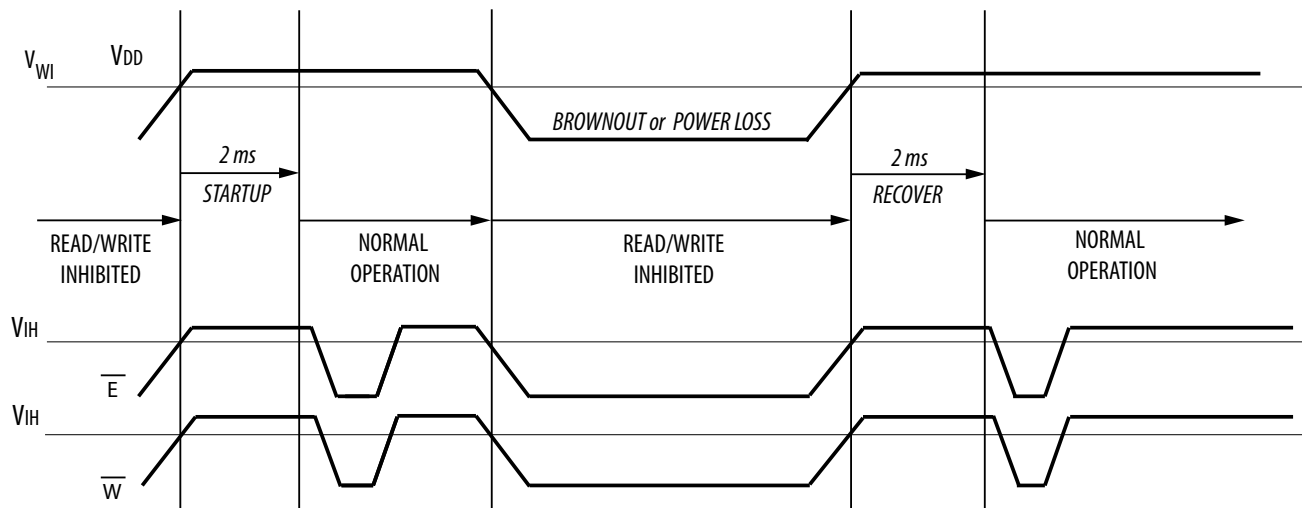 VWI
VDD
BROWNOUT or POWER LOSS
2 ms
STARTUP
2 ms
RECOVER
READ/WRITE
INHIBITED
NORMAL
OPERATION
READ/WRITE
INHIBITED
NORMAL
OPERATION
VIH
E
VIH
W